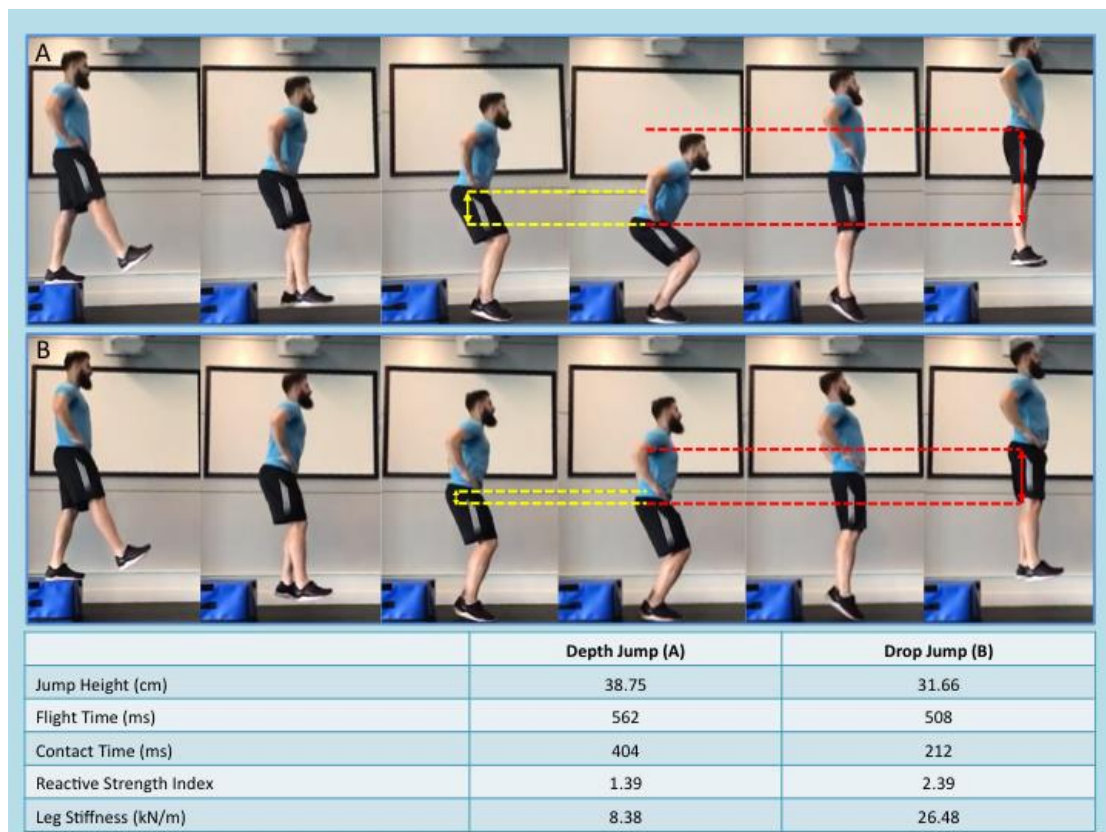 A
B
Depth Jump (A) Drop Jump (B)
Jump Height (cm) 38.75 31.66
Flight Time (ms) 562 508
Contact Time (ms) 404 212
Reactive Strength Index 1.39 2.39
Leg Stiffness (kN/m) 8.38 26.48